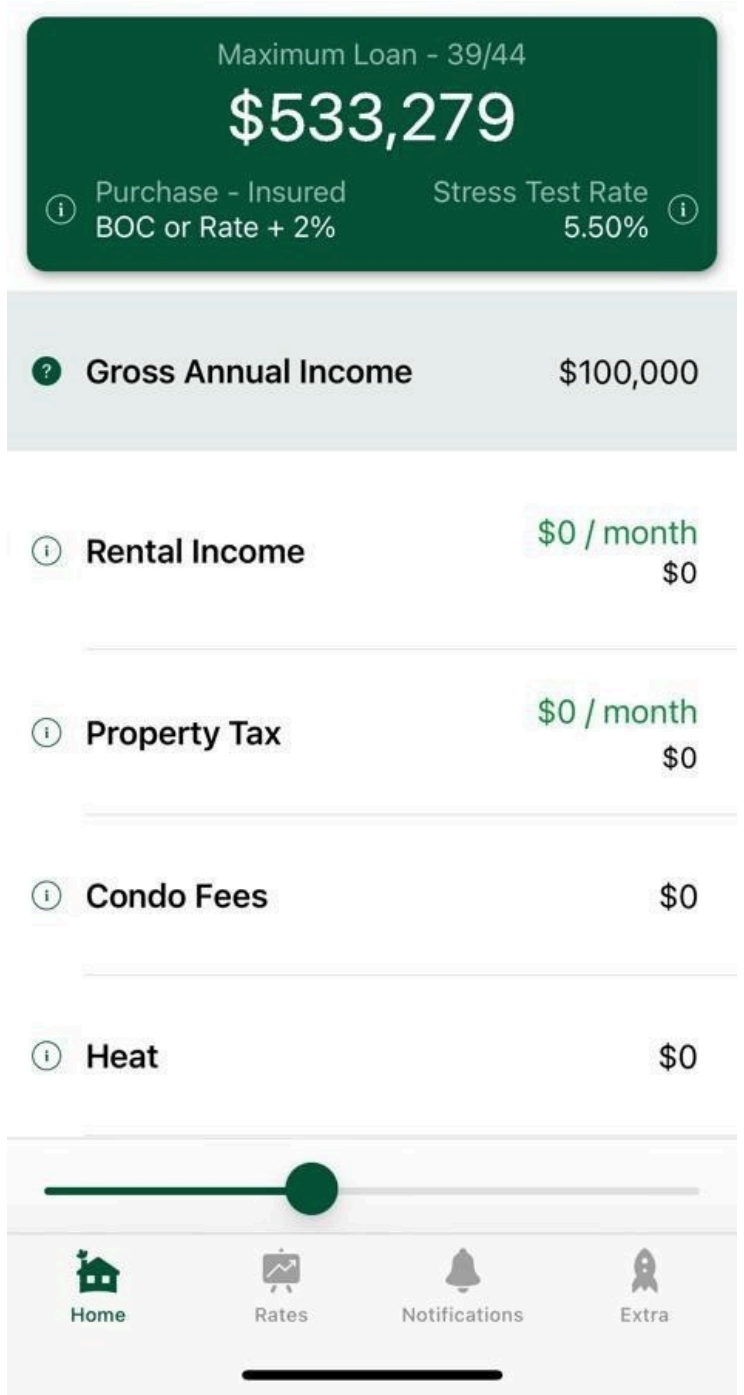 Maximum Loan - 39/44
$533,279
Purchase - Insured
BOC or Rate + 2%
Stress Test Rate
5.50%
Gross Annual Income $100,000
Rental Income
$0 / month
$0
Property Tax
$0 / month
$0
Condo Fees $0
Heat $0
Home Rates Notifications Extra